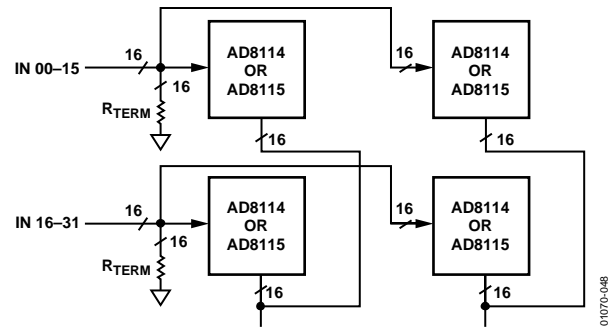 IN 00–15
16
16
RTERM
AD8114
OR
AD8115
16
16
AD8114
OR
AD8115
16
IN 16–31
16
16
RTERM
AD8114
OR
AD8115
16
16
AD8114
OR
AD8115
16
01070-048